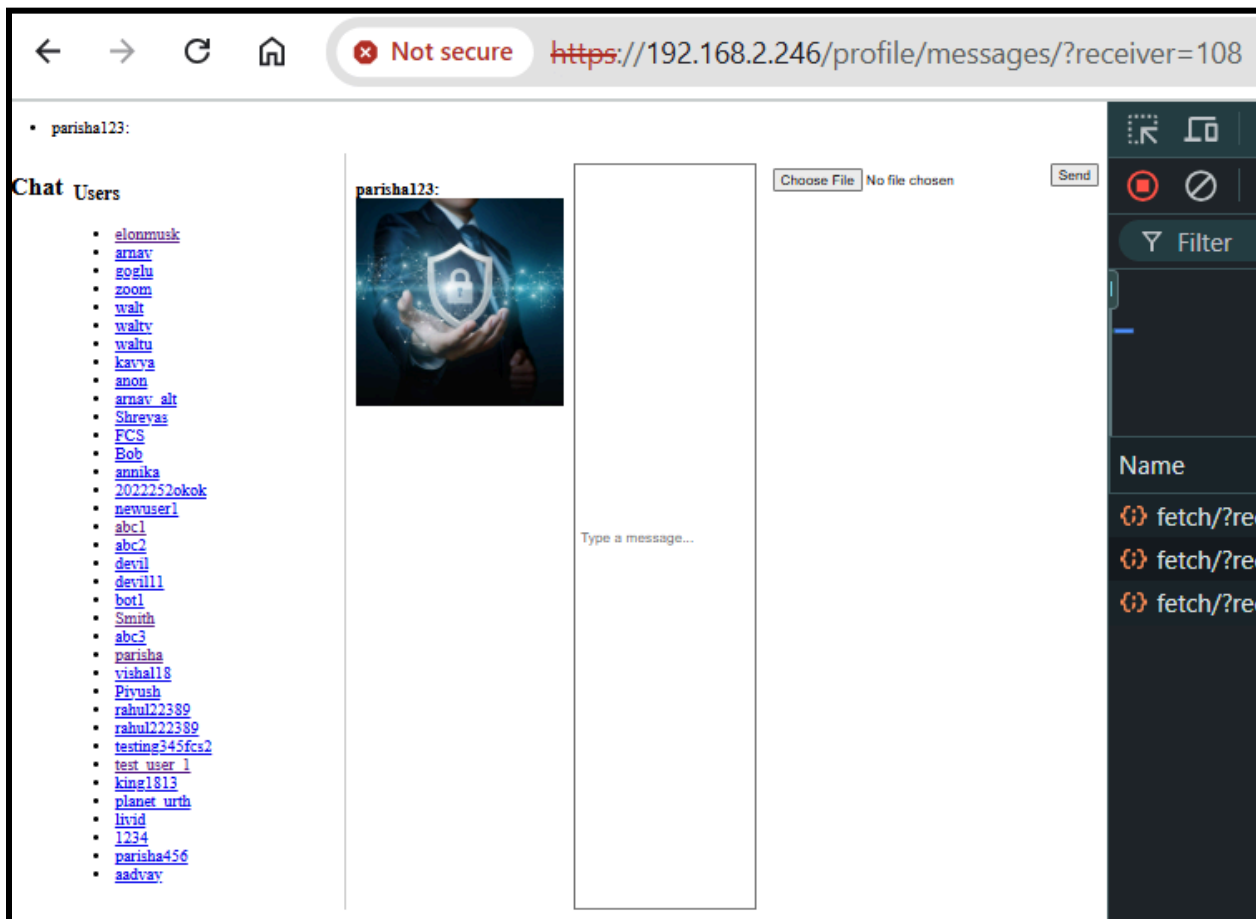 Not secure https://192.168.2.246/profile/messages/?receiver=108
parisha123:
Chat
Users
elonmusk
arnav
goglu
zoom
walt
walty
waltu
kavya
anon
arnav_alt
Shreyas
FCS
Bob
annika
2022252okok
newuser1
abc1
abc2
devil
devil11
bot1
Smith
abc3
parisha
vishal18
Piyush
rahul22389
rahul222389
testing345fcs2
test_user_1
king1813
planet_urth
livid
1234
parisha456
aadvay
parisha123:
Type a message...
Choose File No file chosen
Send
Filter
Name
fetch/?rec
fetch/?rec
fetch/?rec